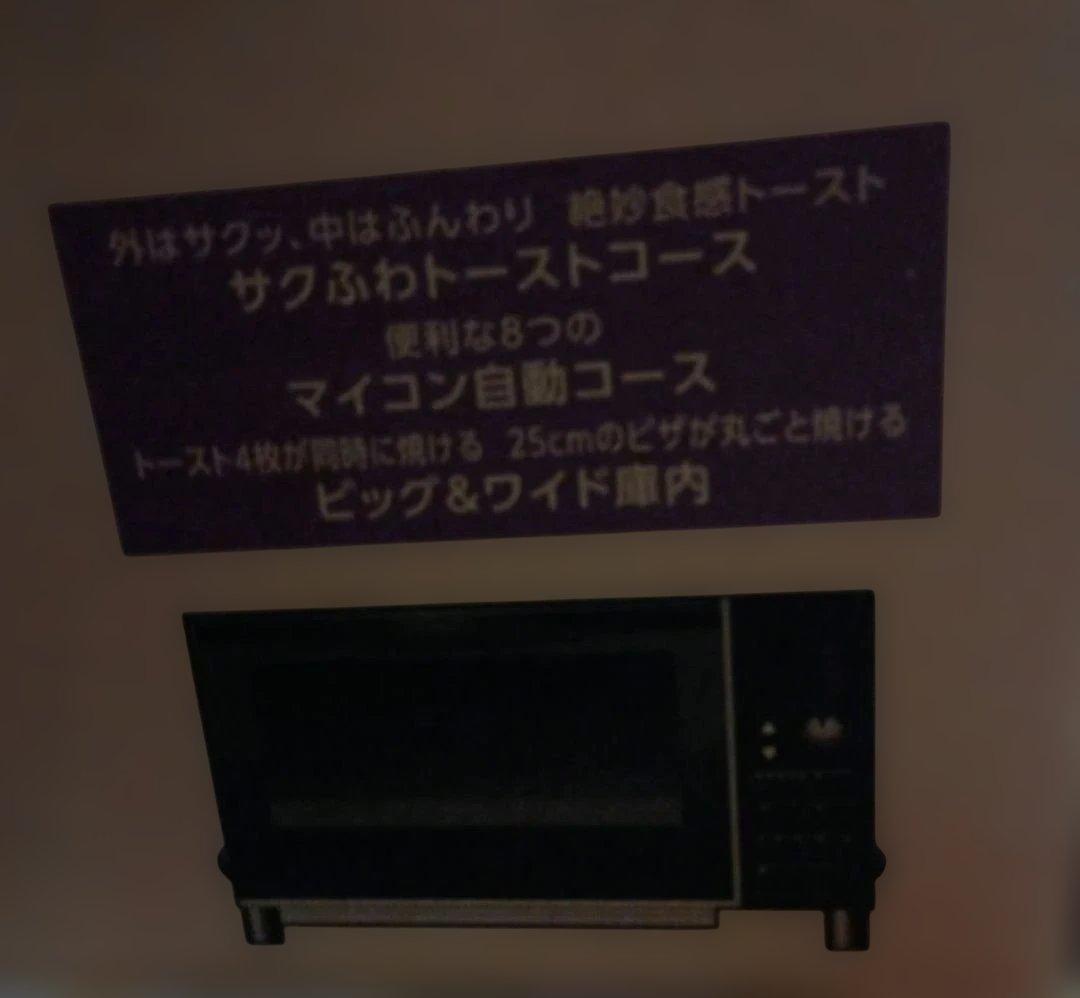 外はサクッ、中はふんわり 絶妙食感トースト
サクふわトーストコース
便利な8つの
マイコン自動コース
トースト4枚が同時に焼ける 25cmのピザが丸ごと焼ける
ビッグ&ワイド庫内